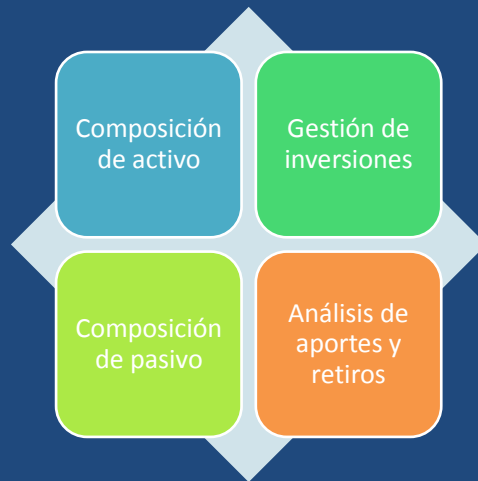 Composición
de activo
Gestión de
inversiones
Composición
de pasivo
Análisis de
aportes y
retiros